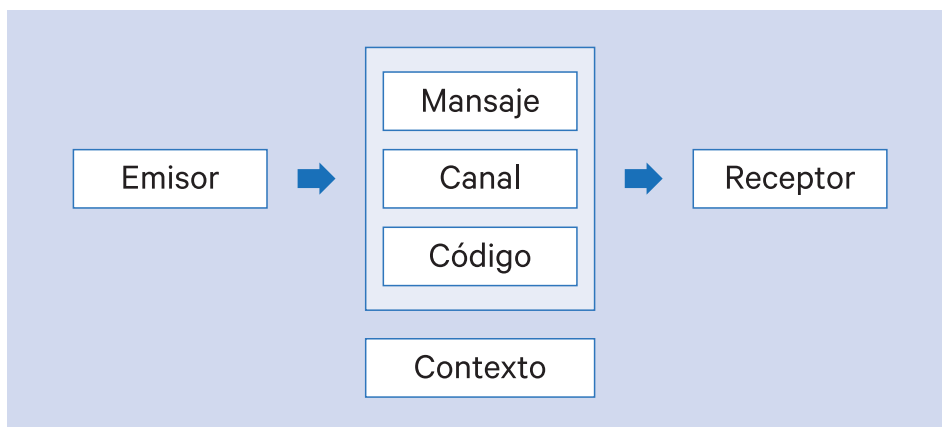 Mansaje
Emisor
Canal
Receptor
Código
Contexto